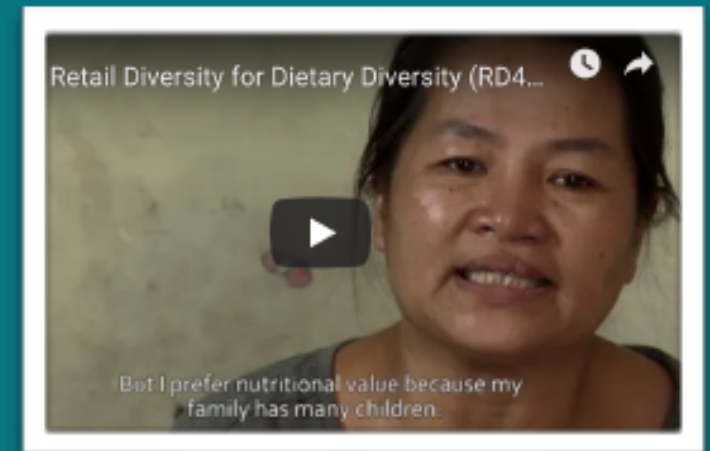 Retail Diversity for Dietary Diversity (RD4...
But I prefer nutritional value because my
family has many children.